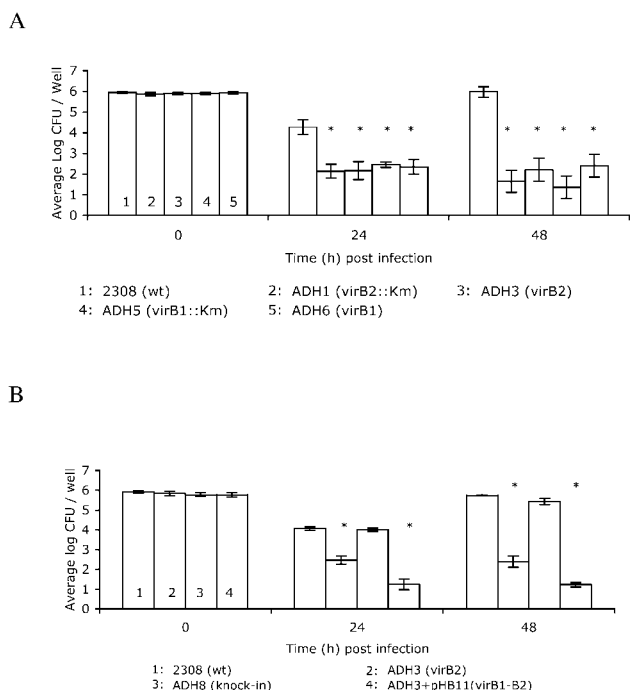 A
Average Log CFU / Well
7
6
5
4
3
2
1
0
* * * *
* * * *
1 2 3 4 5
0 24 48
Time (h) post infection
1: 2308 (wt) 2: ADH1 (virB2::Km) 3: ADH3 (virB2)
4: ADH5 (virB1::Km) 5: ADH6 (virB1)
B
Average log CFU / well
7
6
5
4
3
2
1
0
* *
* *
1 2 3 4
0 24 48
Time (h) post infection
1: 2308 (wt) 2: ADH3 (virB2)
3: ADH8 (knock-in) 4: ADH3+pHB11(virB1-B2)